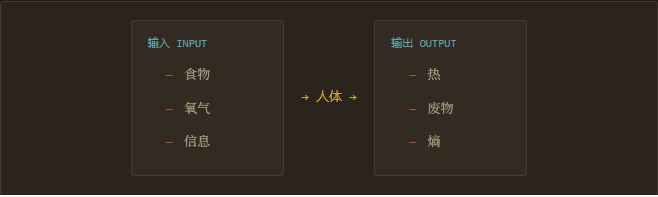 输入 INPUT
– 食物
– 氧气
– 信息
→ 人体 →
输出 OUTPUT
– 热
– 废物
– 熵